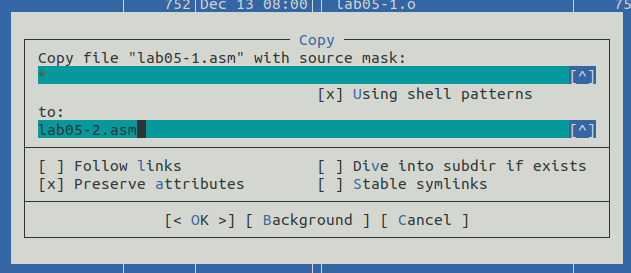 752 Dec 13 08:00 lab05-1.o 75
Copy
Copy file "lab05-1.asm" with source mask:
* [^]
[x] Using shell patterns
to:
lab05-2.asm [^]
[ ] Follow links [ ] Dive into subdir if exists
[x] Preserve attributes [ ] Stable symlinks
[< OK >] [ Background ] [ Cancel ]